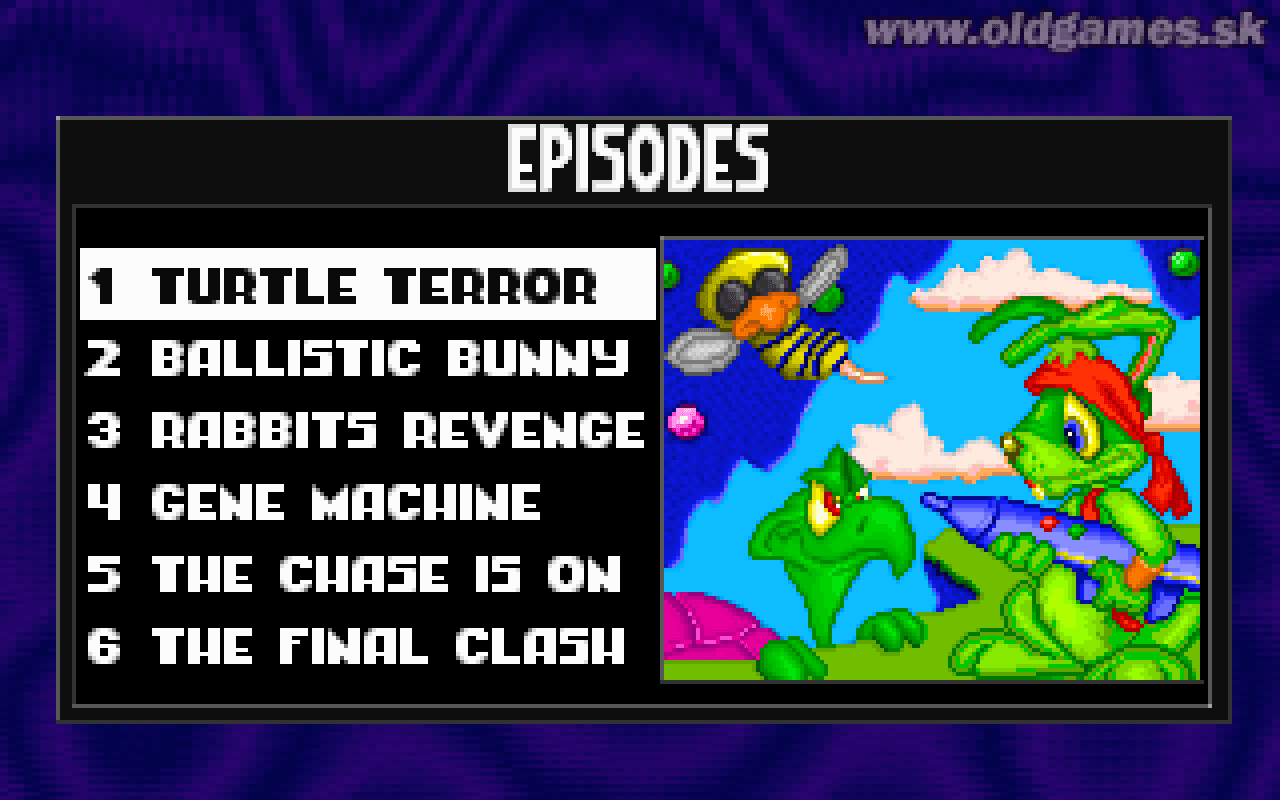 www.oldgames.sk
EPISODES
1 TURTLE TERROR
2 BALLISTIC BUNNY
3 RABBITS REVENGE
4 GENE MACHINE
5 THE CHASE IS ON
6 THE FINAL CLASH